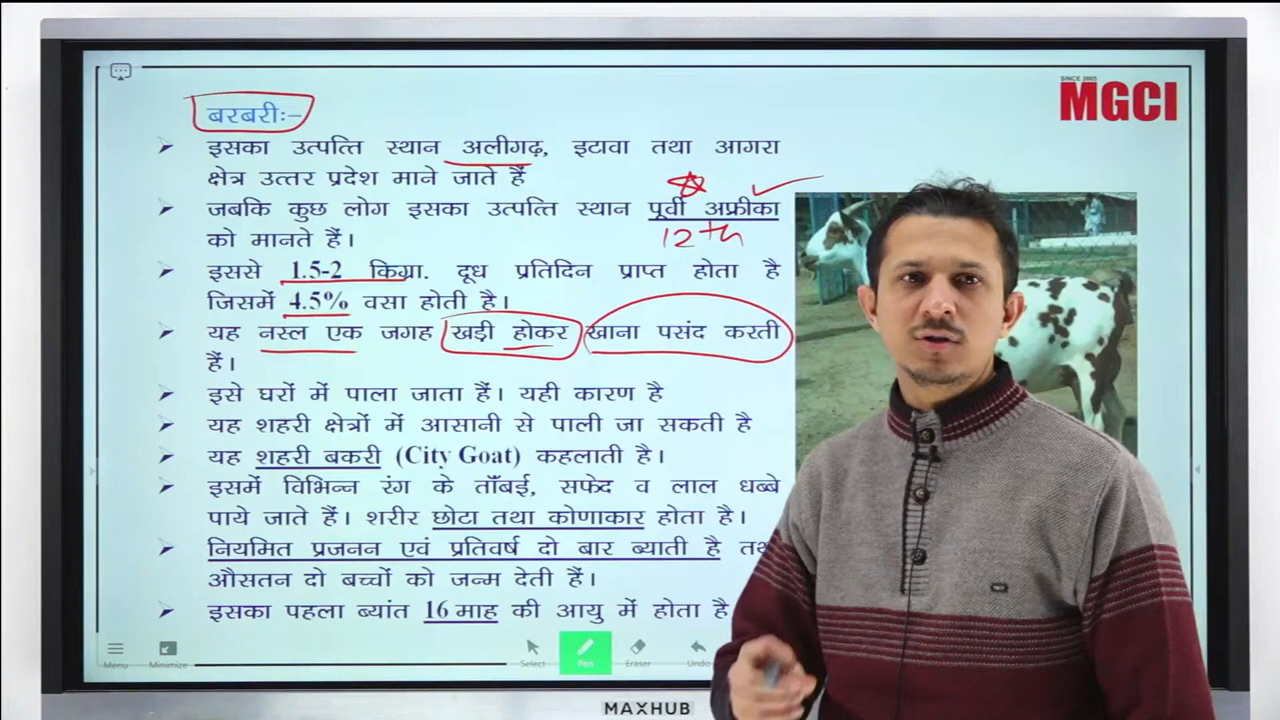 SINCE 2005
MGCI
बरबरीः–
इसका उत्पत्ति स्थान अलीगढ़, इटावा तथा आगरा
क्षेत्र उत्तर प्रदेश माने जाते हैं
जबकि कुछ लोग इसका उत्पत्ति स्थान पूर्वी अफ्रीका
को मानते हैं।
12th
इससे 1.5-2 किग्रा. दूध प्रतिदिन प्राप्त होता है
जिसमें 4.5% वसा होती है।
यह नस्ल एक जगह खड़ी होकर खाना पसंद करती
हैं।
इसे घरों में पाला जाता हैं। यही कारण है
यह शहरी क्षेत्रों में आसानी से पाली जा सकती है
यह शहरी बकरी (City Goat) कहलाती है।
इसमें विभिन्न रंग के ताँबई, सफेद व लाल धब्बे
पाये जाते हैं। शरीर छोटा तथा कोणाकार होता है।
नियमित प्रजनन एवं प्रतिवर्ष दो बार ब्याती है
औसतन दो बच्चों को जन्म देती हैं।
इसका पहला ब्यांत 16 माह की आयु में होता है
Menu
Minimize
Select
Pen
Eraser
Undo
MAXHUB